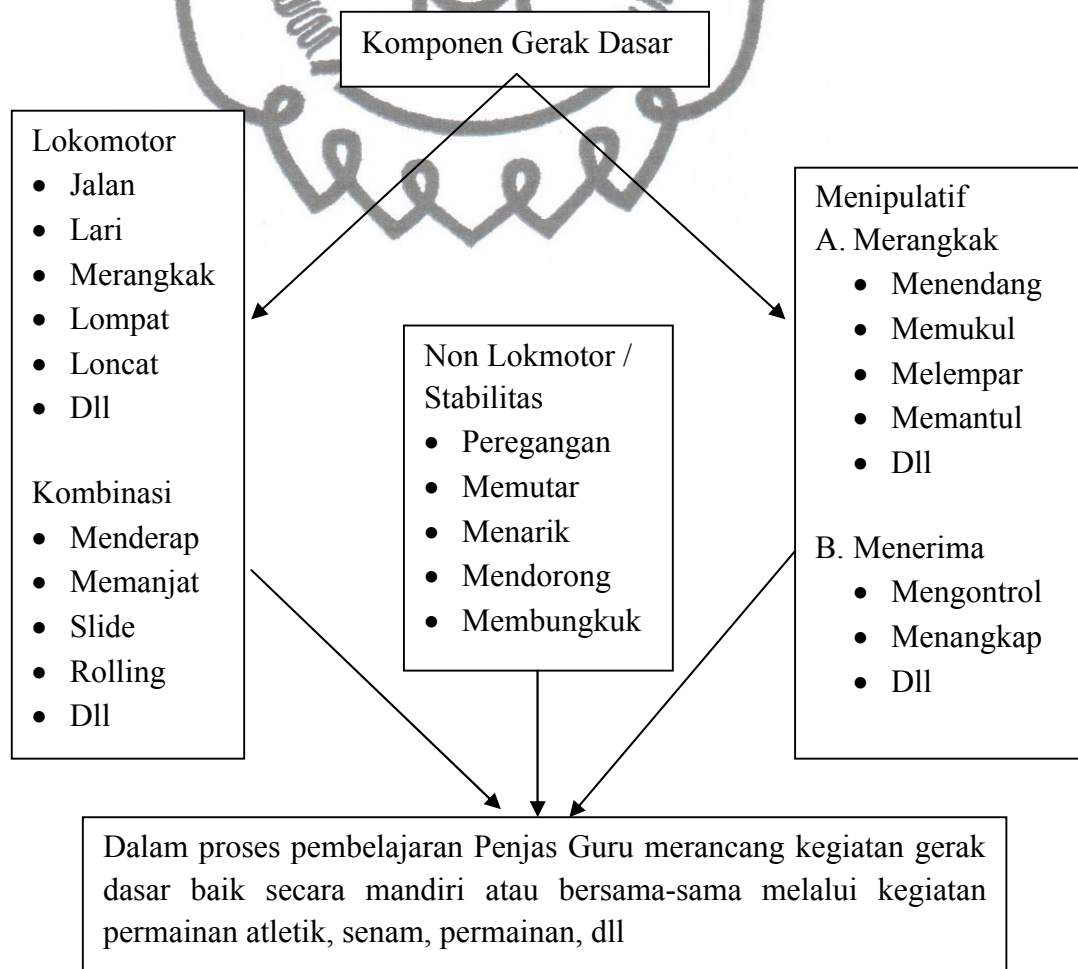 Komponen Gerak Dasar
Lokomotor
• Jalan
• Lari
• Merangkak
• Lompat
• Loncat
• Dll
Kombinasi
• Menderap
• Memanjat
• Slide
• Rolling
• Dll
Non Lokmotor /
Stabilitas
• Peregangan
• Memutar
• Menarik
• Mendorong
• Membungkuk
Menipulatif
A. Merangkak
• Menendang
• Memukul
• Melempar
• Memantul
• Dll
B. Menerima
• Mengontrol
• Menangkap
• Dll
Dalam proses pembelajaran Penjas Guru merancang kegiatan gerak
dasar baik secara mandiri atau bersama-sama melalui kegiatan
permainan atletik, senam, permainan, dll